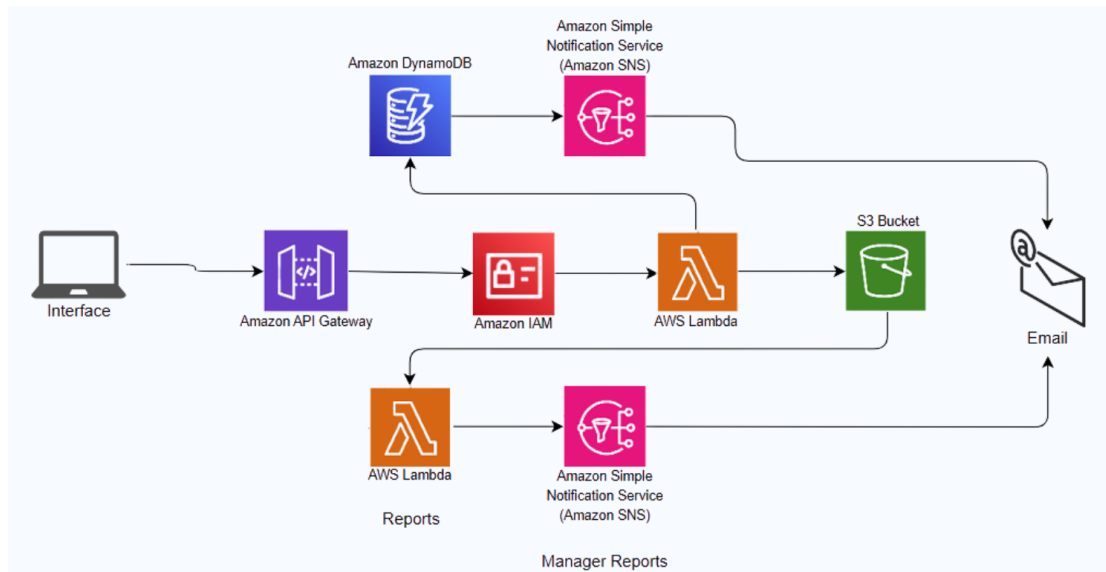 Amazon Simple
Notification Service
(Amazon SNS)
Amazon DynamoDB
S3 Bucket
@
Interface
Amazon API Gateway
Amazon IAM
AWS Lambda
Email
AWS Lambda
Amazon Simple
Notification Service
(Amazon SNS)
Reports
Manager Reports